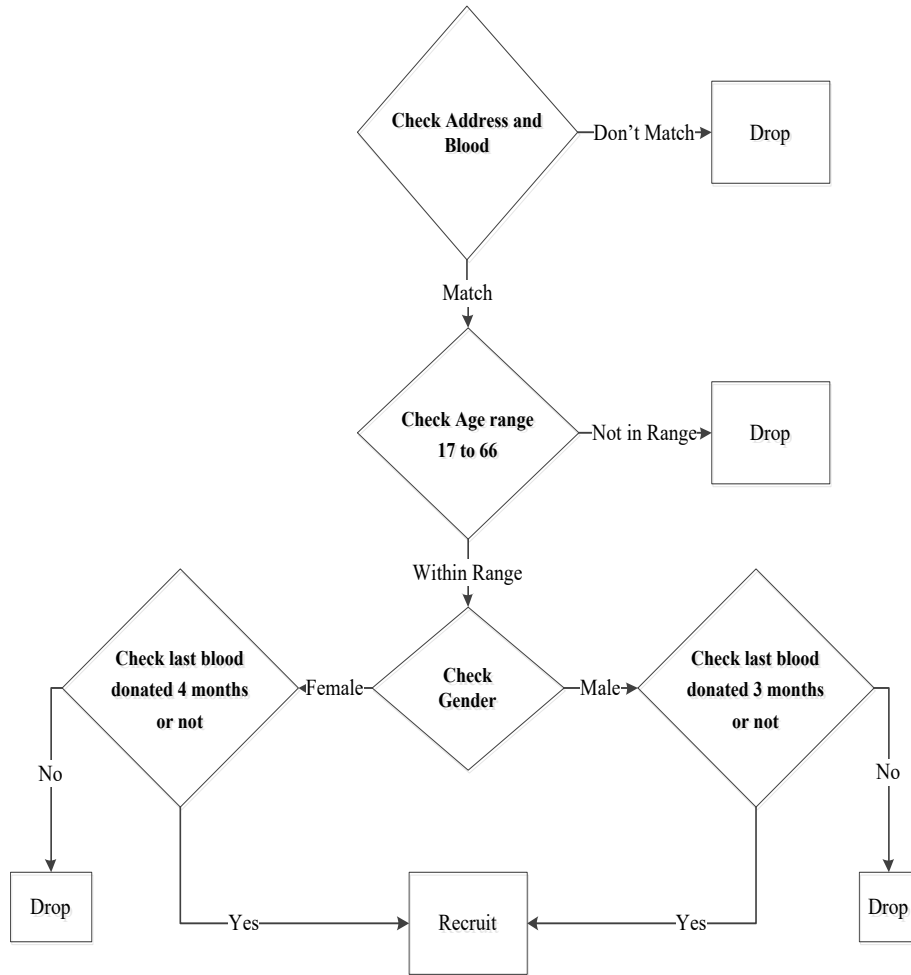 Check Address and
Blood
Don’t Match
Drop
Match
Check Age range
17 to 66
Not in Range
Drop
Within Range
Check last blood
donated 4 months
or not
Female
Check
Gender
Male
Check last blood
donated 3 months
or not
No
No
Drop
Yes
Recruit
Yes
Drop